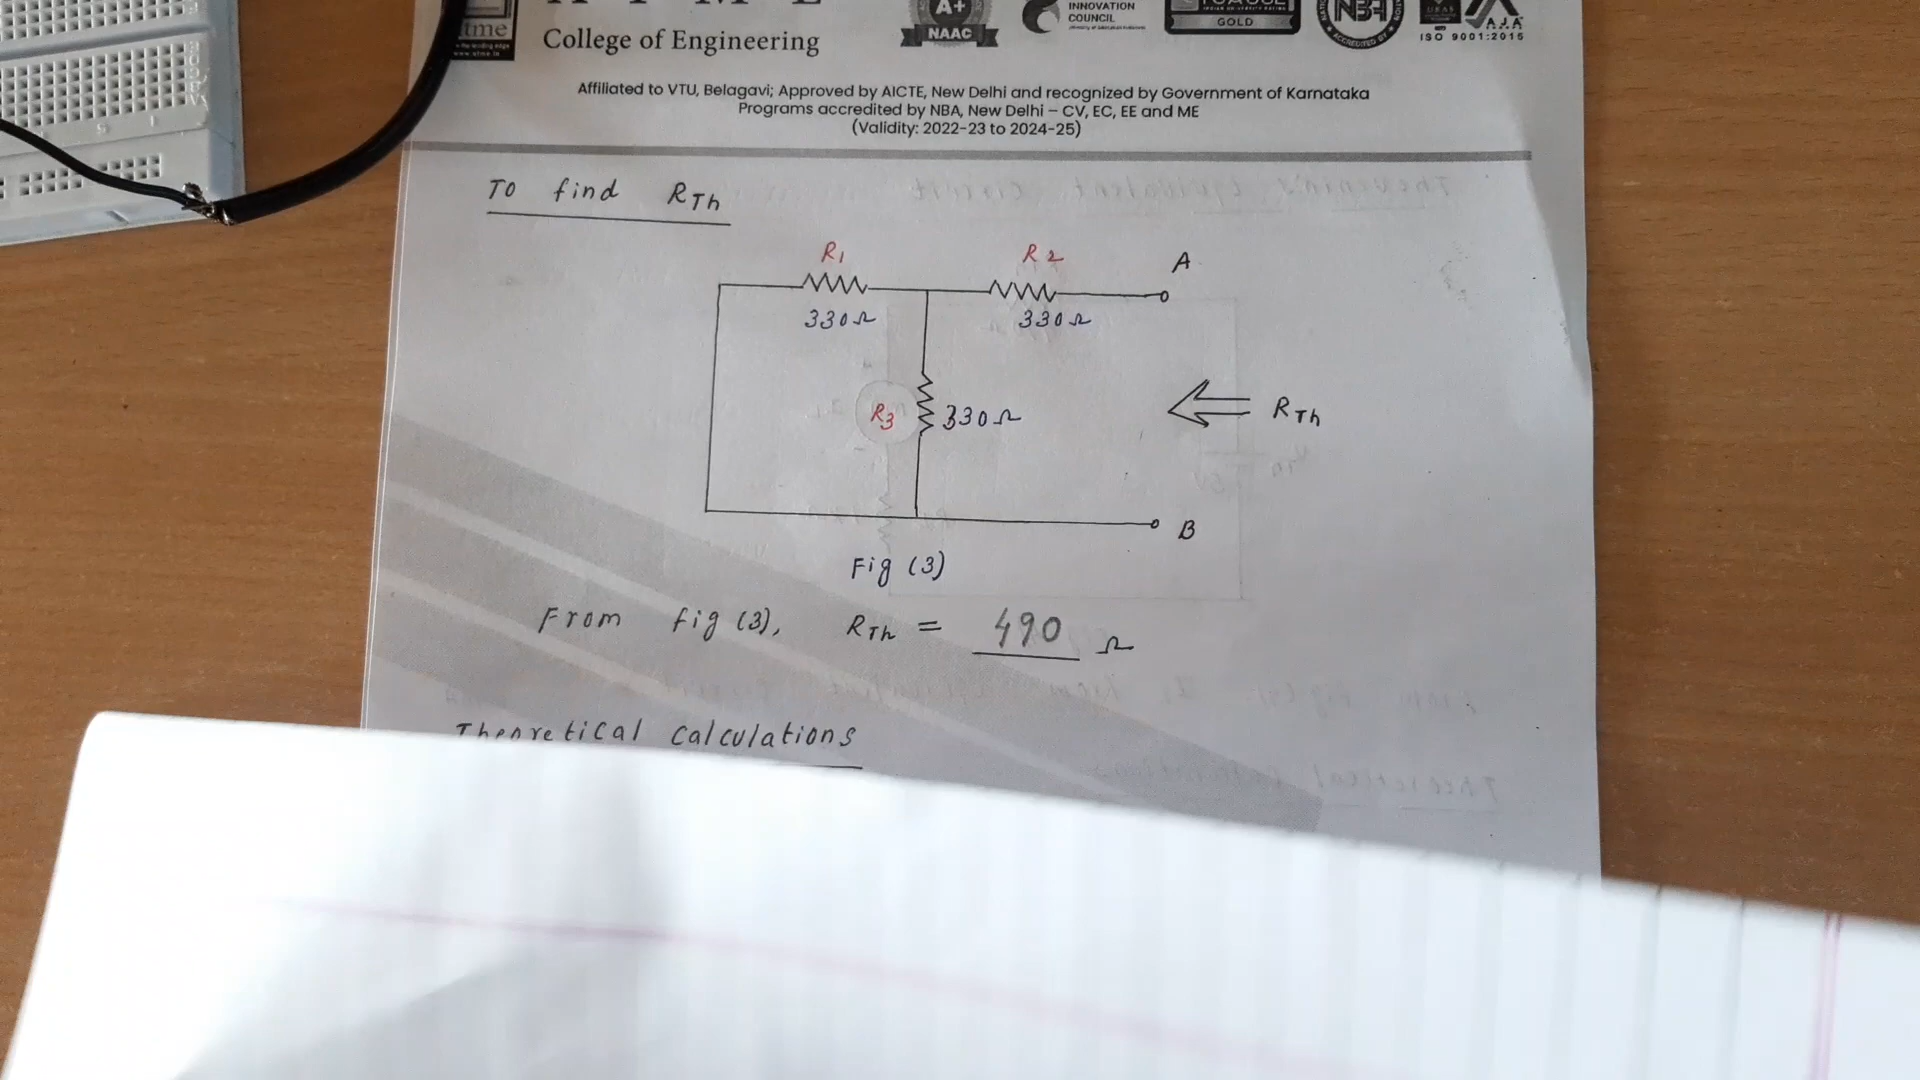 College of Engineering
A+
NAAC
INNOVATION
COUNCIL
GOLD
NBA
AJA
ISO 9001:2015
Affiliated to VTU, Belagavi; Approved by AICTE, New Delhi and recognized by Government of Karnataka
Programs accredited by NBA, New Delhi – CV, EC, EE and ME
(Validity: 2022-23 to 2024-25)
To find RTh
R1 R2 A
330Ω 330Ω
R3 330Ω RTh
B
Fig (3)
From fig (3), RTh = 490 Ω
Theoretical calculations